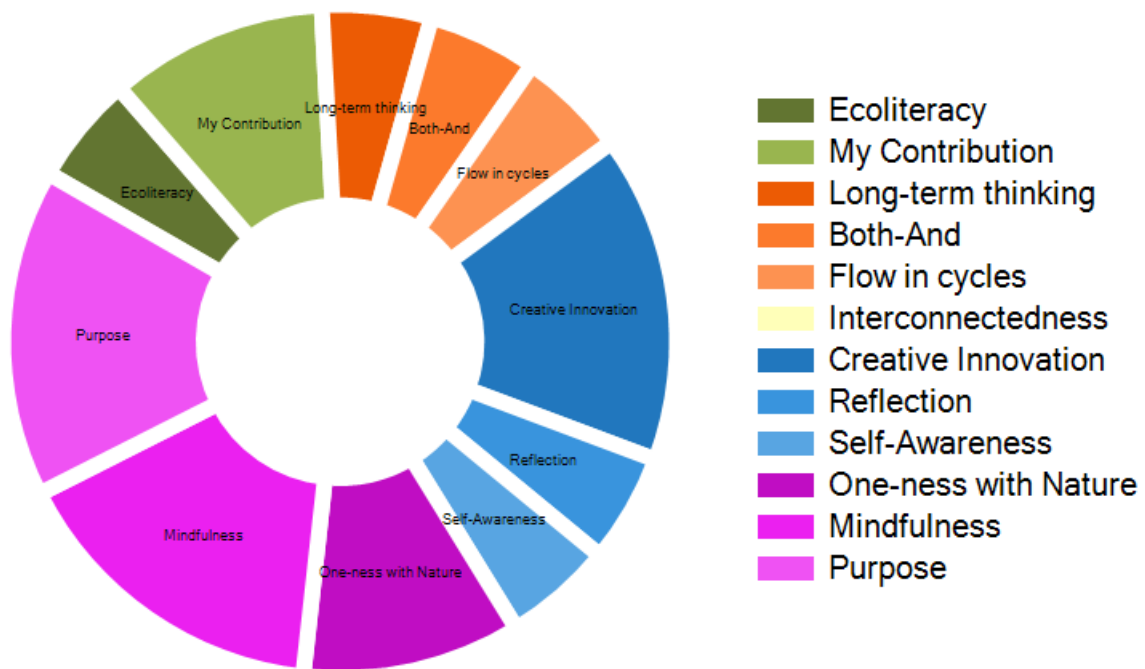 Long-term thinking
My Contribution
Both-And
Flow in cycles
Ecoliteracy
Creative Innovation
Purpose
Reflection
Self-Awareness
Mindfulness
One-ness with Nature
Ecoliteracy
My Contribution
Long-term thinking
Both-And
Flow in cycles
Interconnectedness
Creative Innovation
Reflection
Self-Awareness
One-ness with Nature
Mindfulness
Purpose